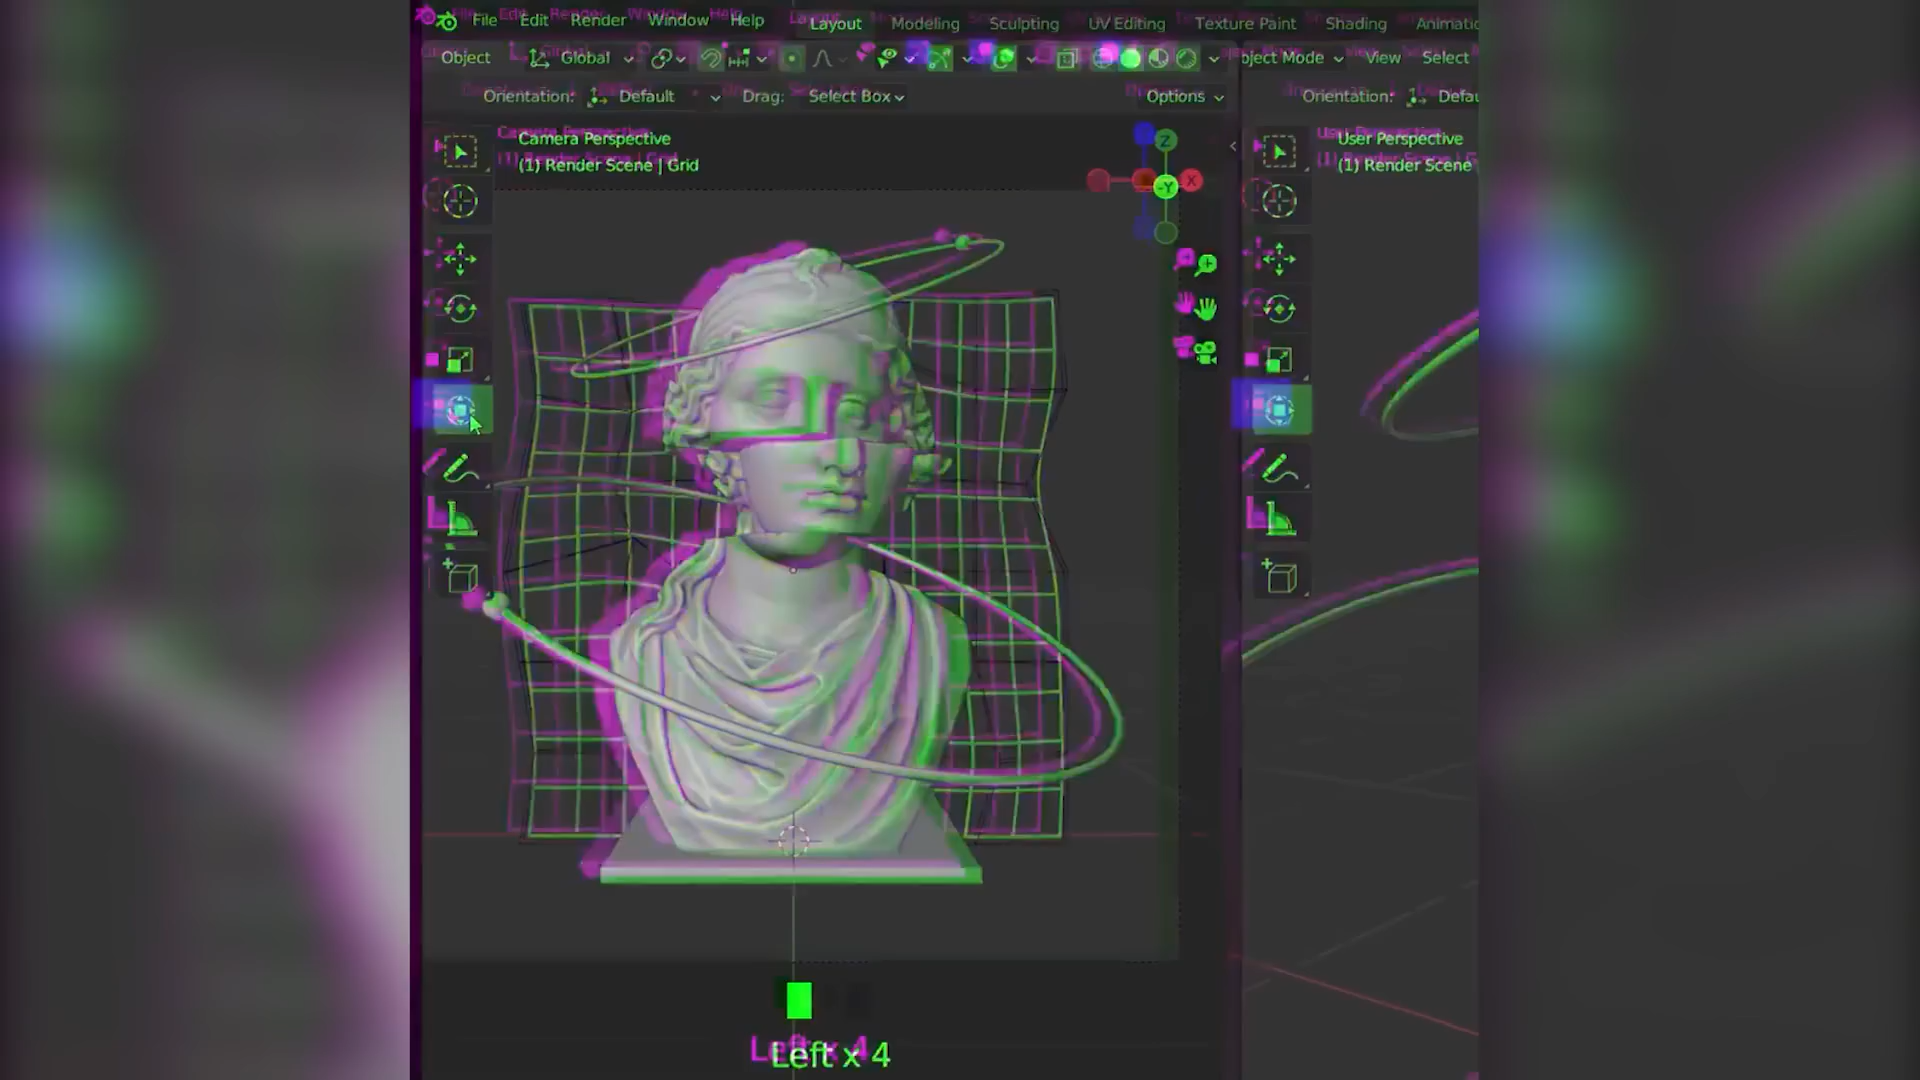 File Edit Render Window Help Layout Modeling Sculpting UV Editing Texture Paint Shading Animatic
Object Global bject Mode View Select
Orientation: Default Drag: Select Box Options Orientation: Defau
Camera Perspective
(1) Render Scene | Grid
User Perspective
(1) Render Scene
Z
-Y
X
Left x 4